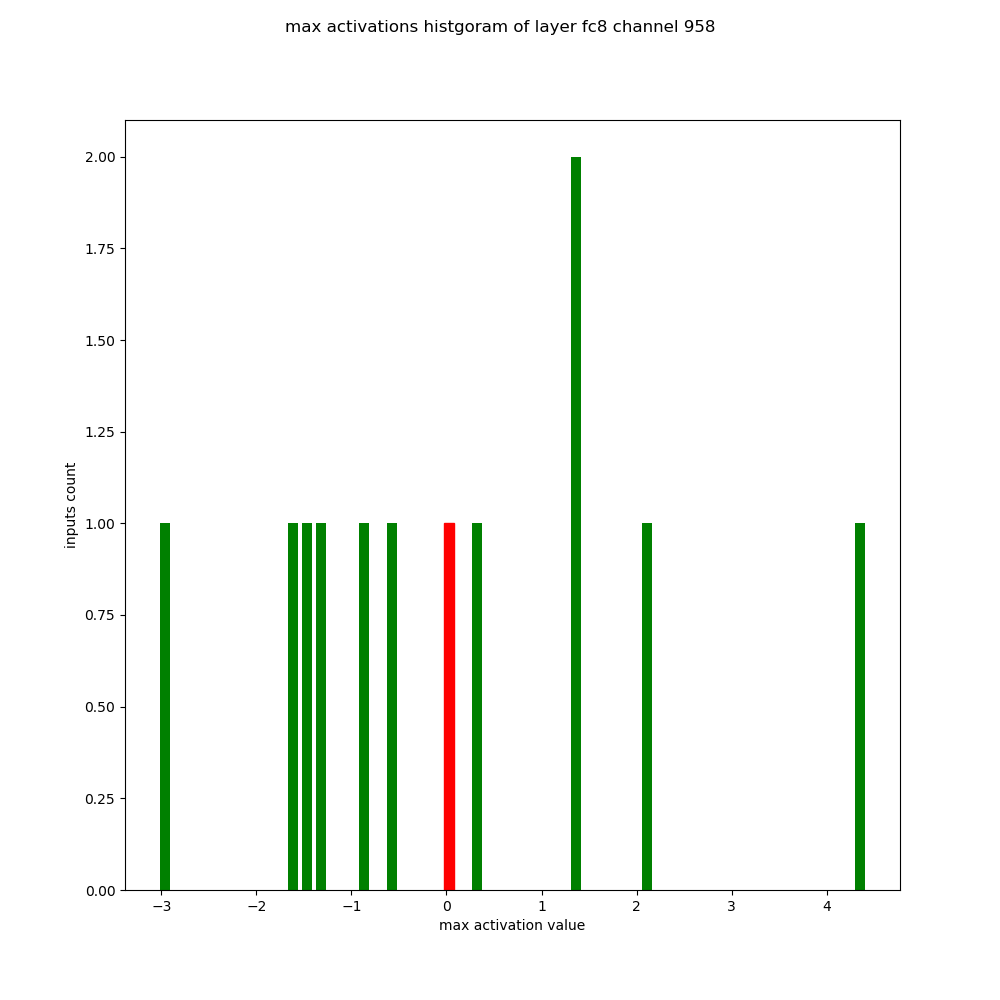 max activations histgoram of layer fc8 channel 958
2.00
1.75
1.50
1.25
1.00
0.75
0.50
0.25
0.00
inputs count
−3 −2 −1 0 1 2 3 4
max activation value